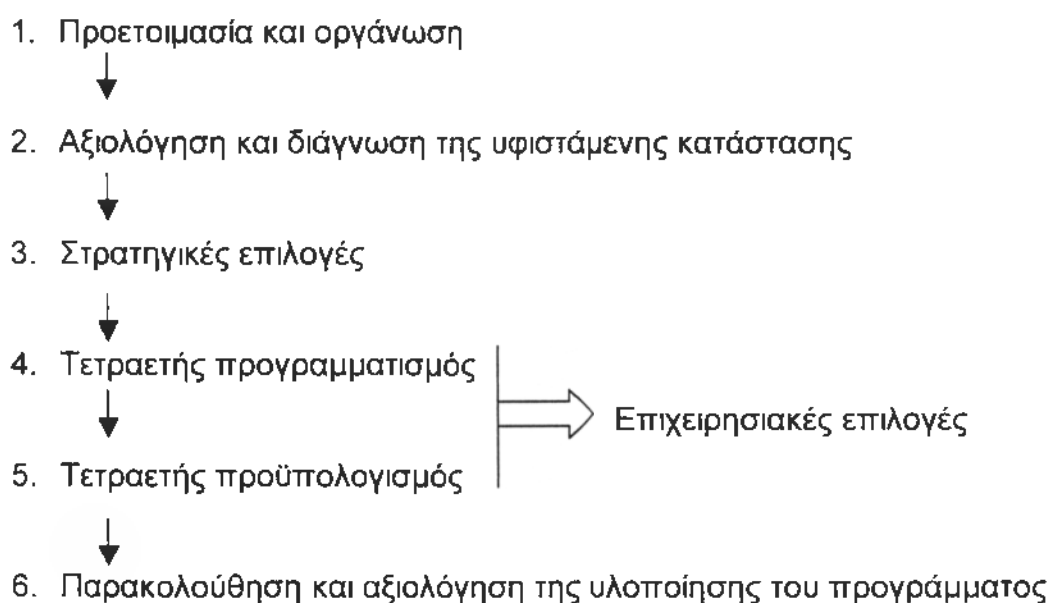 1. Προετοιμασία και οργάνωση
2. Αξιολόγηση και διάγνωση της υφιστάμενης κατάστασης
3. Στρατηγικές επιλογές
4. Τετραετής προγραμματισμός
Επιχειρησιακές επιλογές
5. Τετραετής προϋπολογισμός
6. Παρακολούθηση και αξιολόγηση της υλοποίησης του προγράμματος